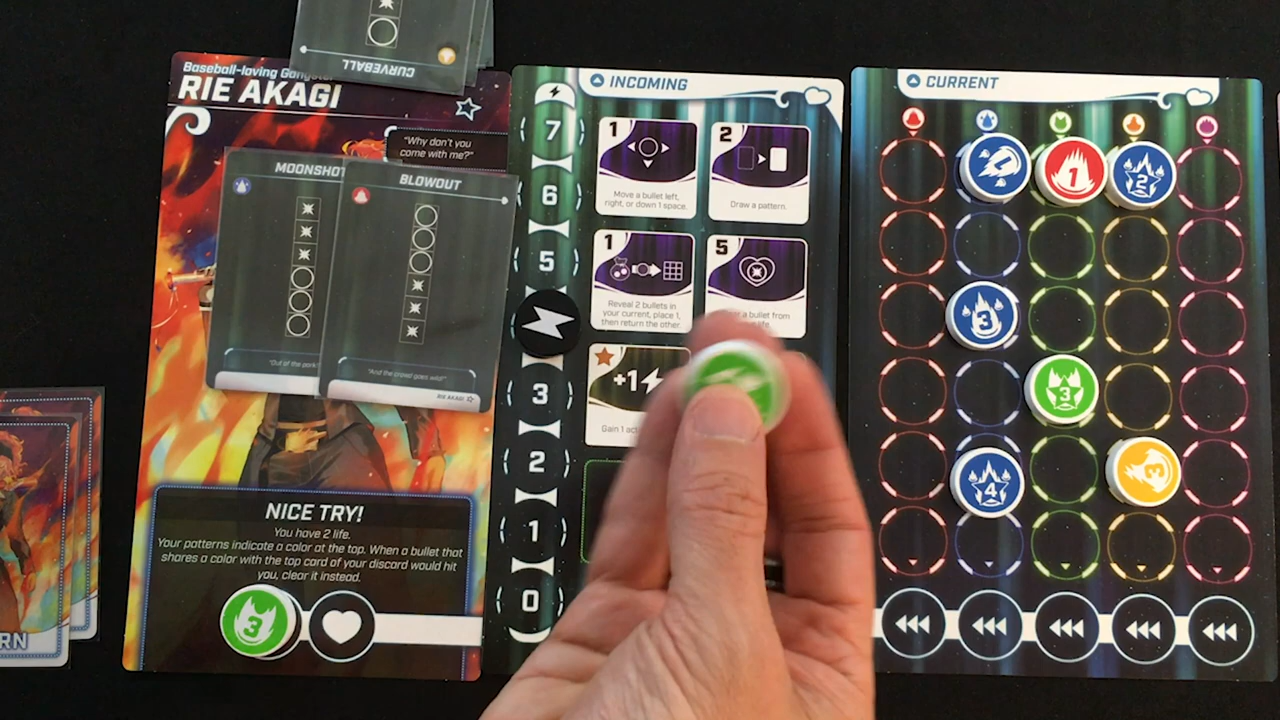 CURVEBALL
Baseball-loving
RIE AKAGI
"Why don't you
come with me?"
MOONSHOT
"Out of the park
BLOWOUT
"And the crowd goes wild!"
RIE AKAGI
NICE TRY!
You have 2 life.
Your patterns indicate a color at the top. When a bullet that
shares a color with the top card of your discard would hit
you, clear it instead.
3
RN
7
6
5
3
2
1
0
INCOMING
1
Move a bullet left,
right, or down 1 space.
2
Draw a pattern.
1
Reveal 2 bullets in
your current, place 1,
then return the other.
5
a bullet from
life.
+1
Gain 1
CURRENT
1
2
3
3
4
3